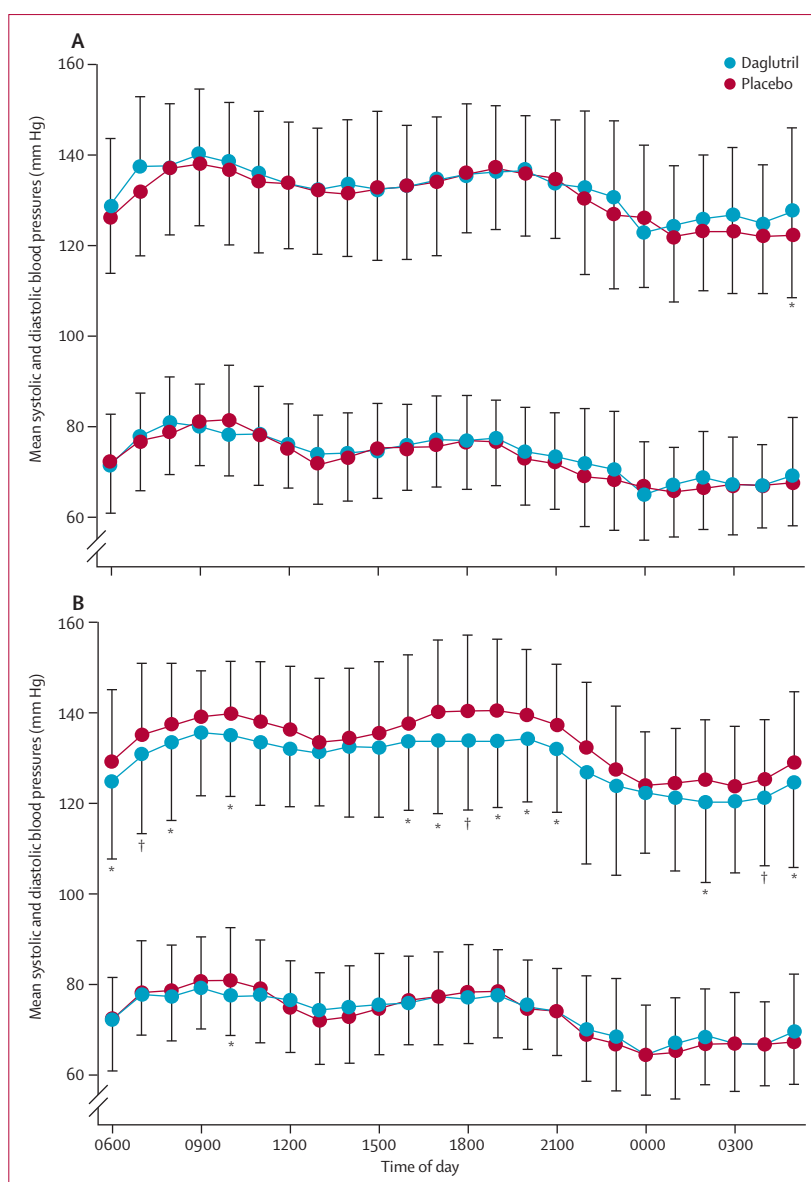 A
160
140
120
100
80
60
Mean systolic and diastolic blood pressures (mm Hg)
Daglutril
Placebo
*
B
160
140
120
100
80
60
Mean systolic and diastolic blood pressures (mm Hg)
* † * * * * † * * * * † *
*
0600 0900 1200 1500 1800 2100 0000 0300
Time of day